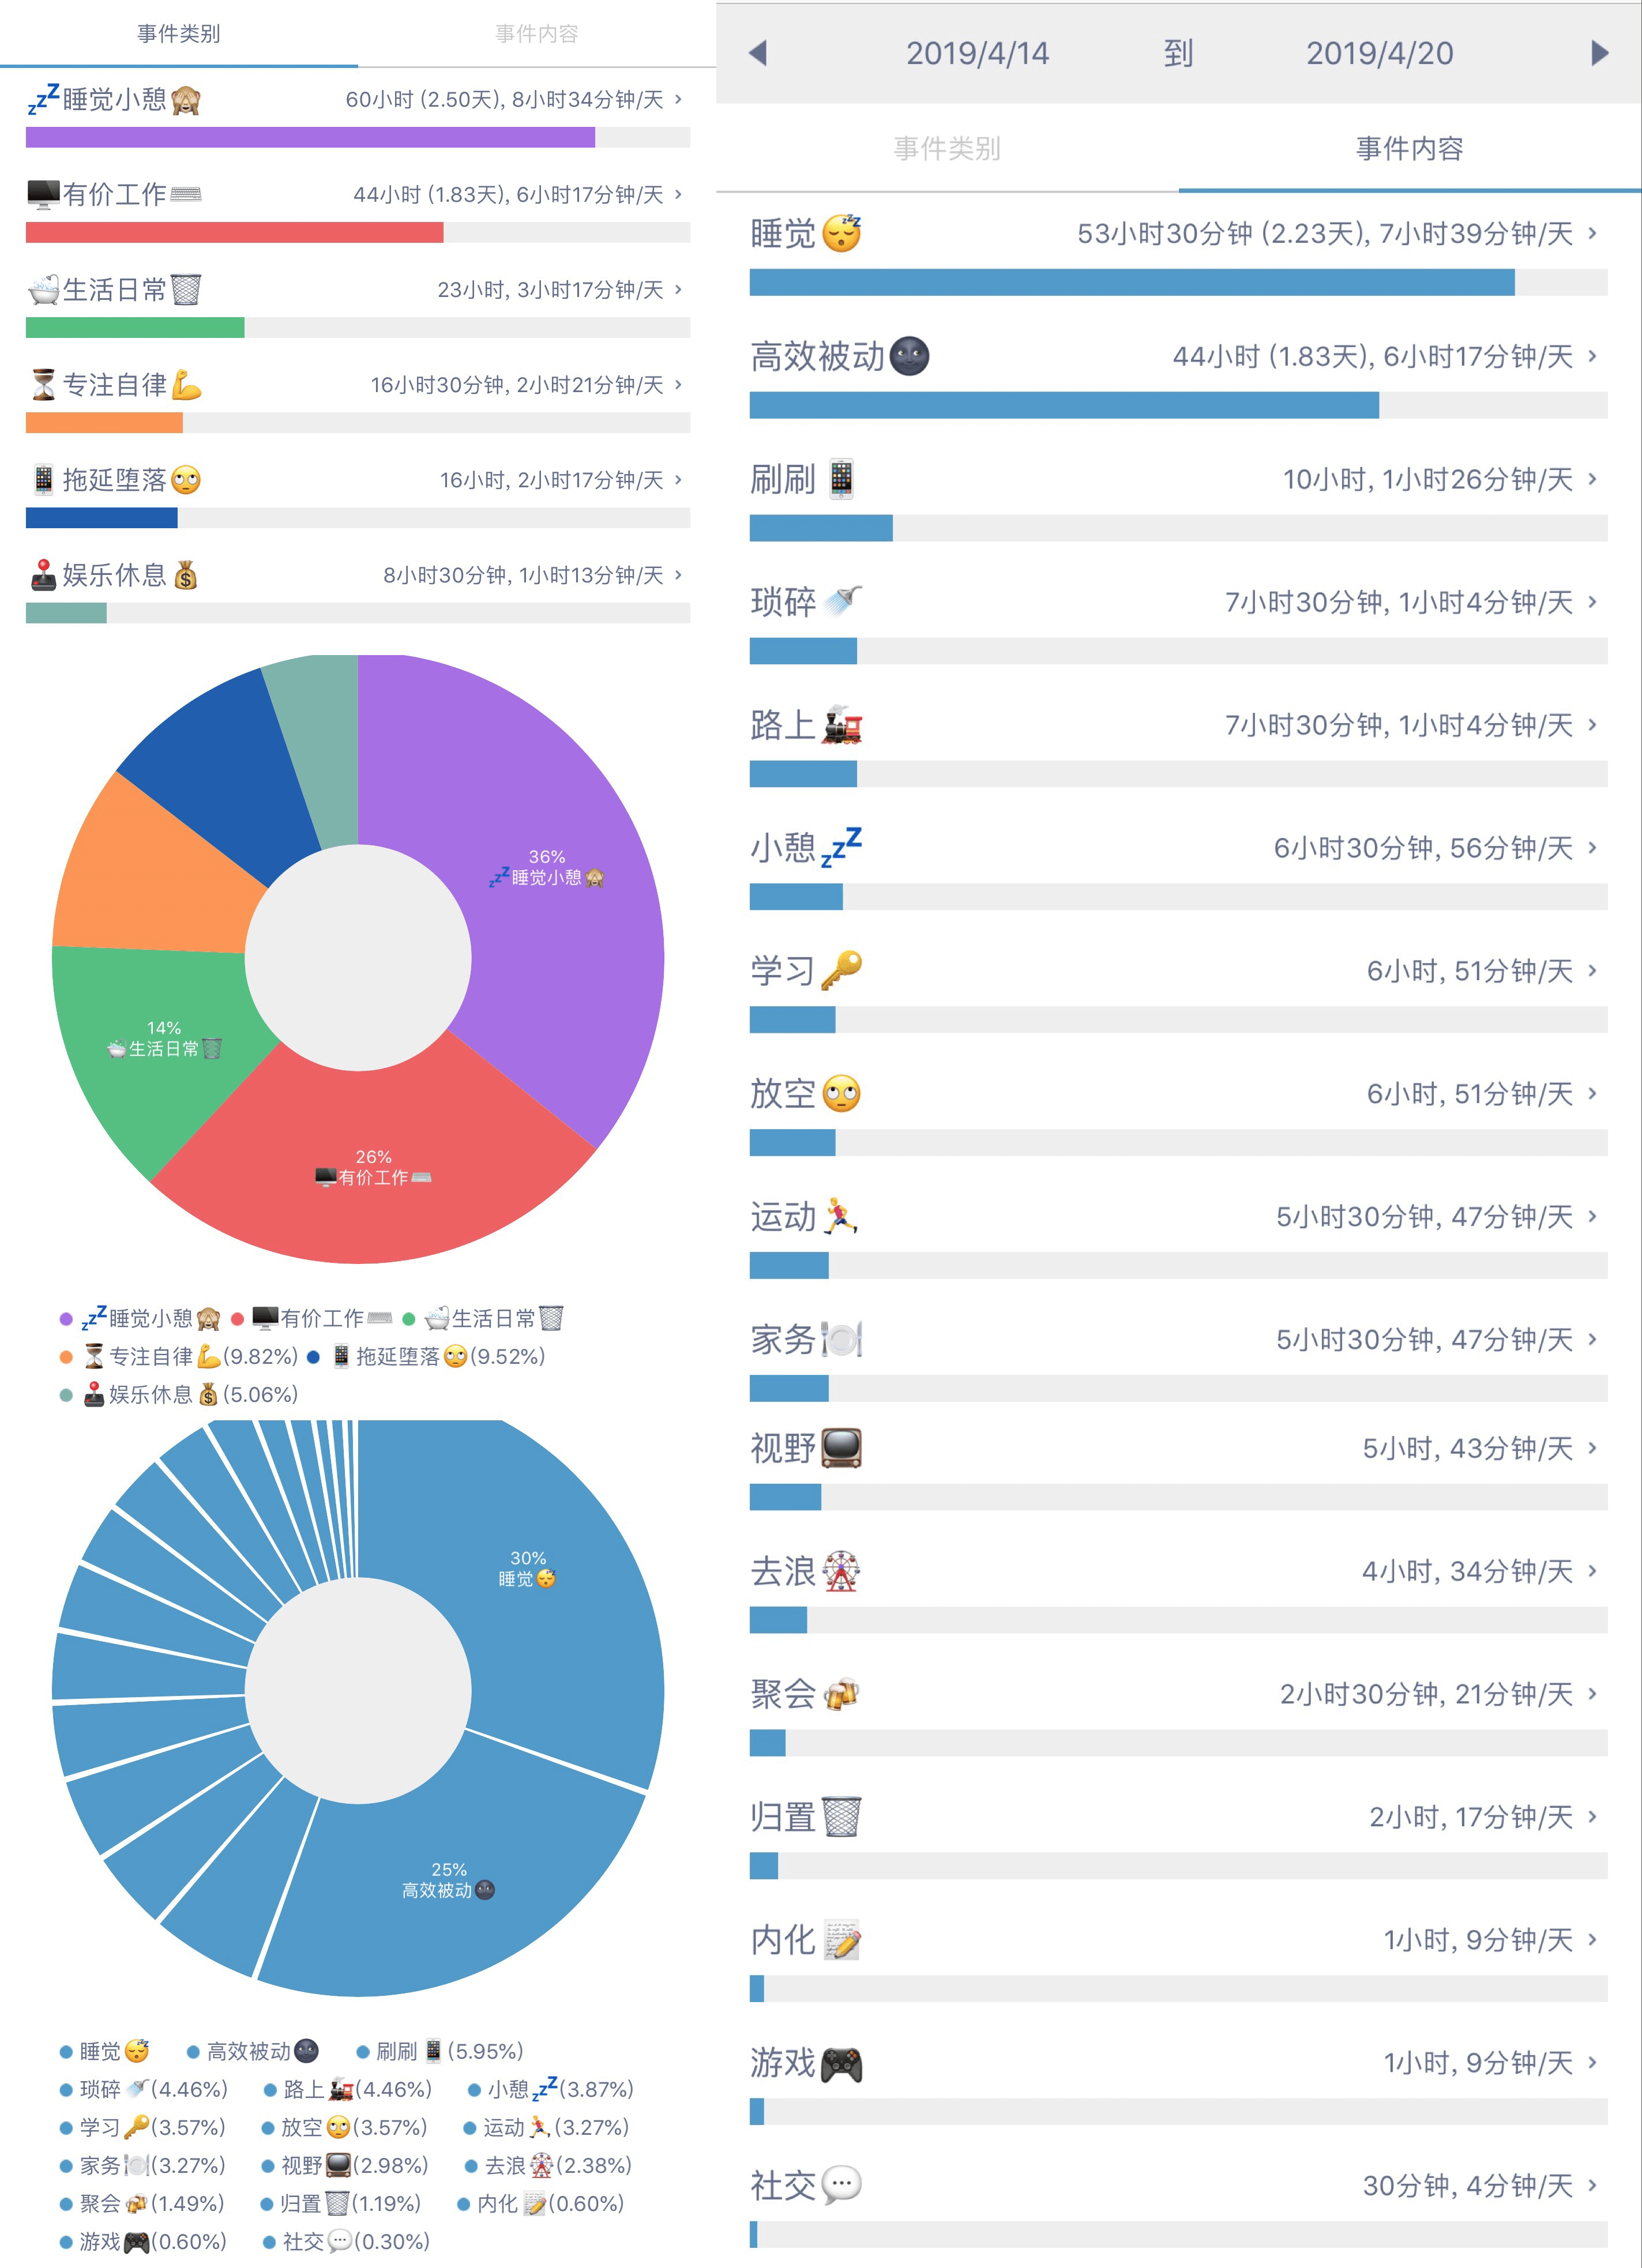 事件类别 事件内容
睡觉小憩 60小时 (2.50天), 8小时34分钟/天
有价工作 44小时 (1.83天), 6小时17分钟/天
生活日常 23小时, 3小时17分钟/天
专注自律 16小时30分钟, 2小时21分钟/天
拖延堕落 16小时, 2小时17分钟/天
娱乐休息 8小时30分钟, 1小时13分钟/天
36%
睡觉小憩
14%
生活日常
26%
有价工作
睡觉小憩 有价工作 生活日常
专注自律(9.82%) 拖延堕落(9.52%)
娱乐休息(5.06%)
30%
睡觉
25%
高效被动
睡觉 高效被动 刷刷(5.95%)
琐碎(4.46%) 路上(4.46%) 小憩(3.87%)
学习(3.57%) 放空(3.57%) 运动(3.27%)
家务(3.27%) 视野(2.98%) 去浪(2.38%)
聚会(1.49%) 归置(1.19%) 内化(0.60%)
游戏(0.60%) 社交(0.30%)
2019/4/14 到 2019/4/20
事件类别 事件内容
睡觉 53小时30分钟 (2.23天), 7小时39分钟/天
高效被动 44小时 (1.83天), 6小时17分钟/天
刷刷 10小时, 1小时26分钟/天
琐碎 7小时30分钟, 1小时4分钟/天
路上 7小时30分钟, 1小时4分钟/天
小憩 6小时30分钟, 56分钟/天
学习 6小时, 51分钟/天
放空 6小时, 51分钟/天
运动 5小时30分钟, 47分钟/天
家务 5小时30分钟, 47分钟/天
视野 5小时, 43分钟/天
去浪 4小时, 34分钟/天
聚会 2小时30分钟, 21分钟/天
归置 2小时, 17分钟/天
内化 1小时, 9分钟/天
游戏 1小时, 9分钟/天
社交 30分钟, 4分钟/天